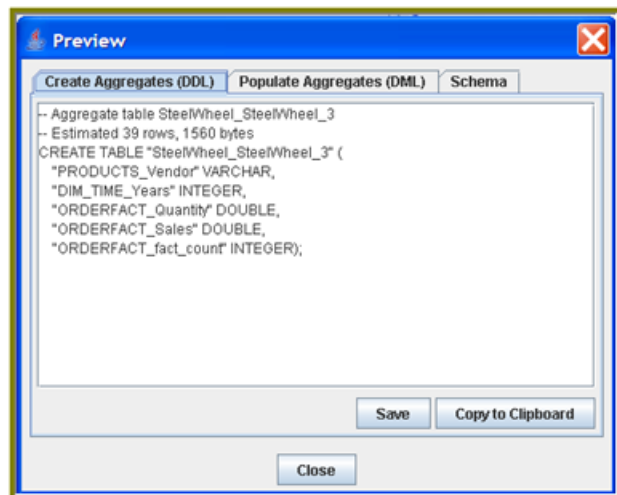 Preview
Create Aggregates (DDL) Populate Aggregates (DML) Schema
-- Aggregate table SteelWheel_SteelWheel_3
-- Estimated 39 rows, 1560 bytes
CREATE TABLE "SteelWheel_SteelWheel_3" (
"PRODUCTS_Vendor" VARCHAR,
"DIM_TIME_Years" INTEGER,
"ORDERFACT_Quantity" DOUBLE,
"ORDERFACT_Sales" DOUBLE,
"ORDERFACT_fact_count" INTEGER);
Save Copy to Clipboard
Close